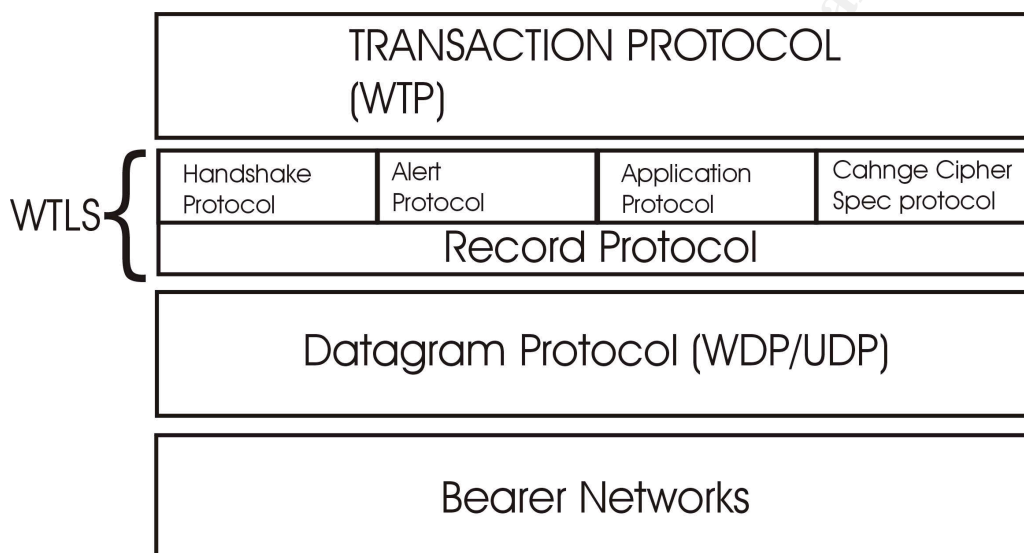 TRANSACTION PROTOCOL
(WTP)
WTLS
Handshake
Protocol
Alert
Protocol
Application
Protocol
Cahnge Cipher
Spec protocol
Record Protocol
Datagram Protocol (WDP/UDP)
Bearer Networks